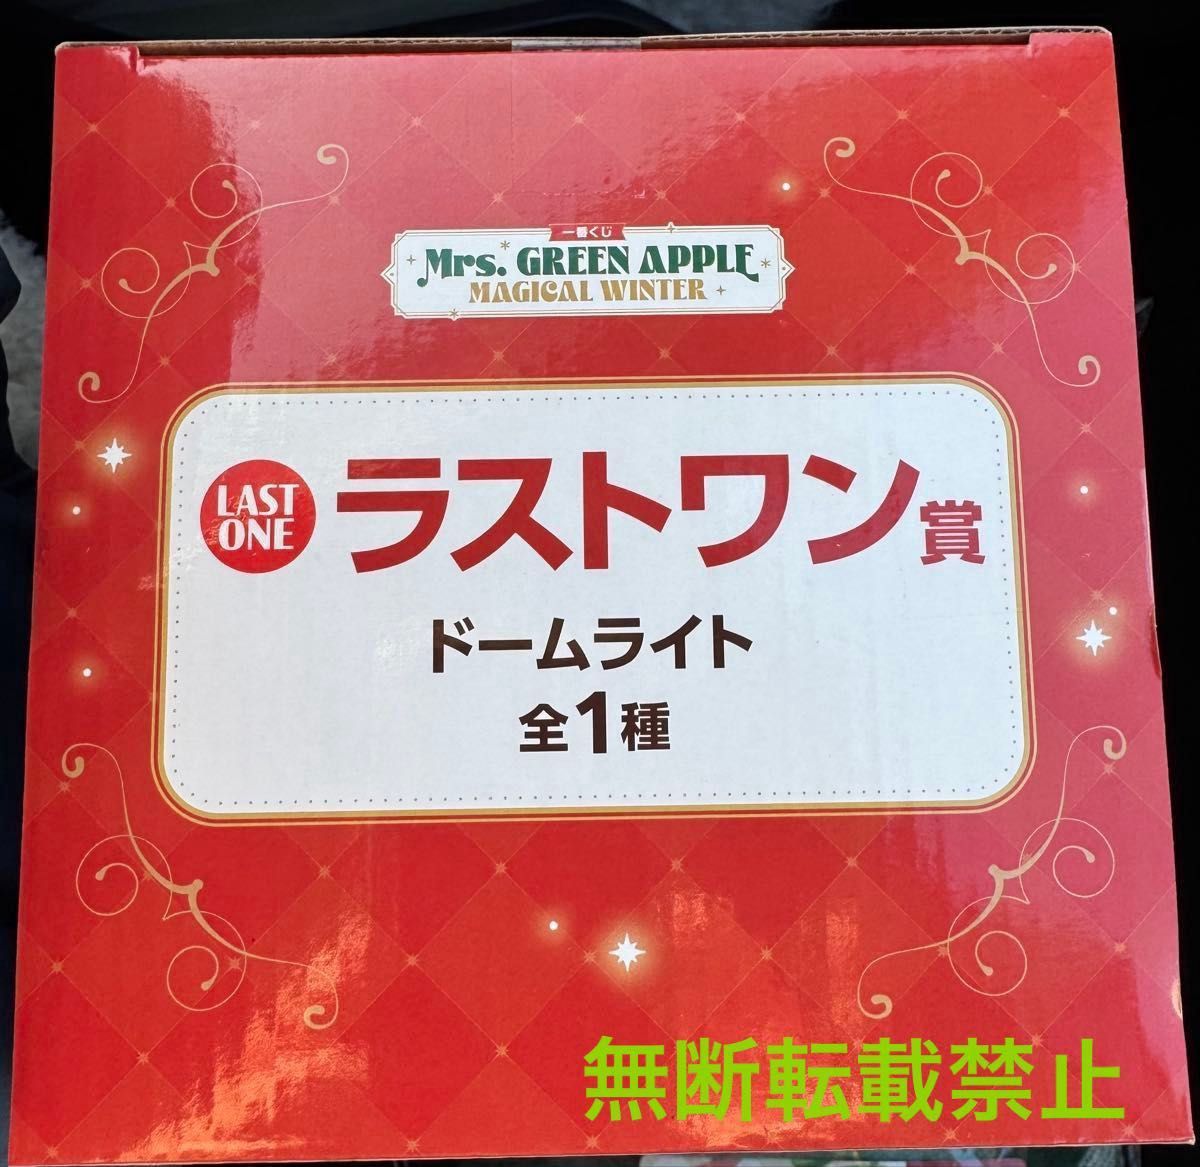 一番くじ
Mrs. GREEN APPLE
MAGICAL WINTER
LAST
ONE
ラストワン賞
ドームライト
全1種
無断転載禁止